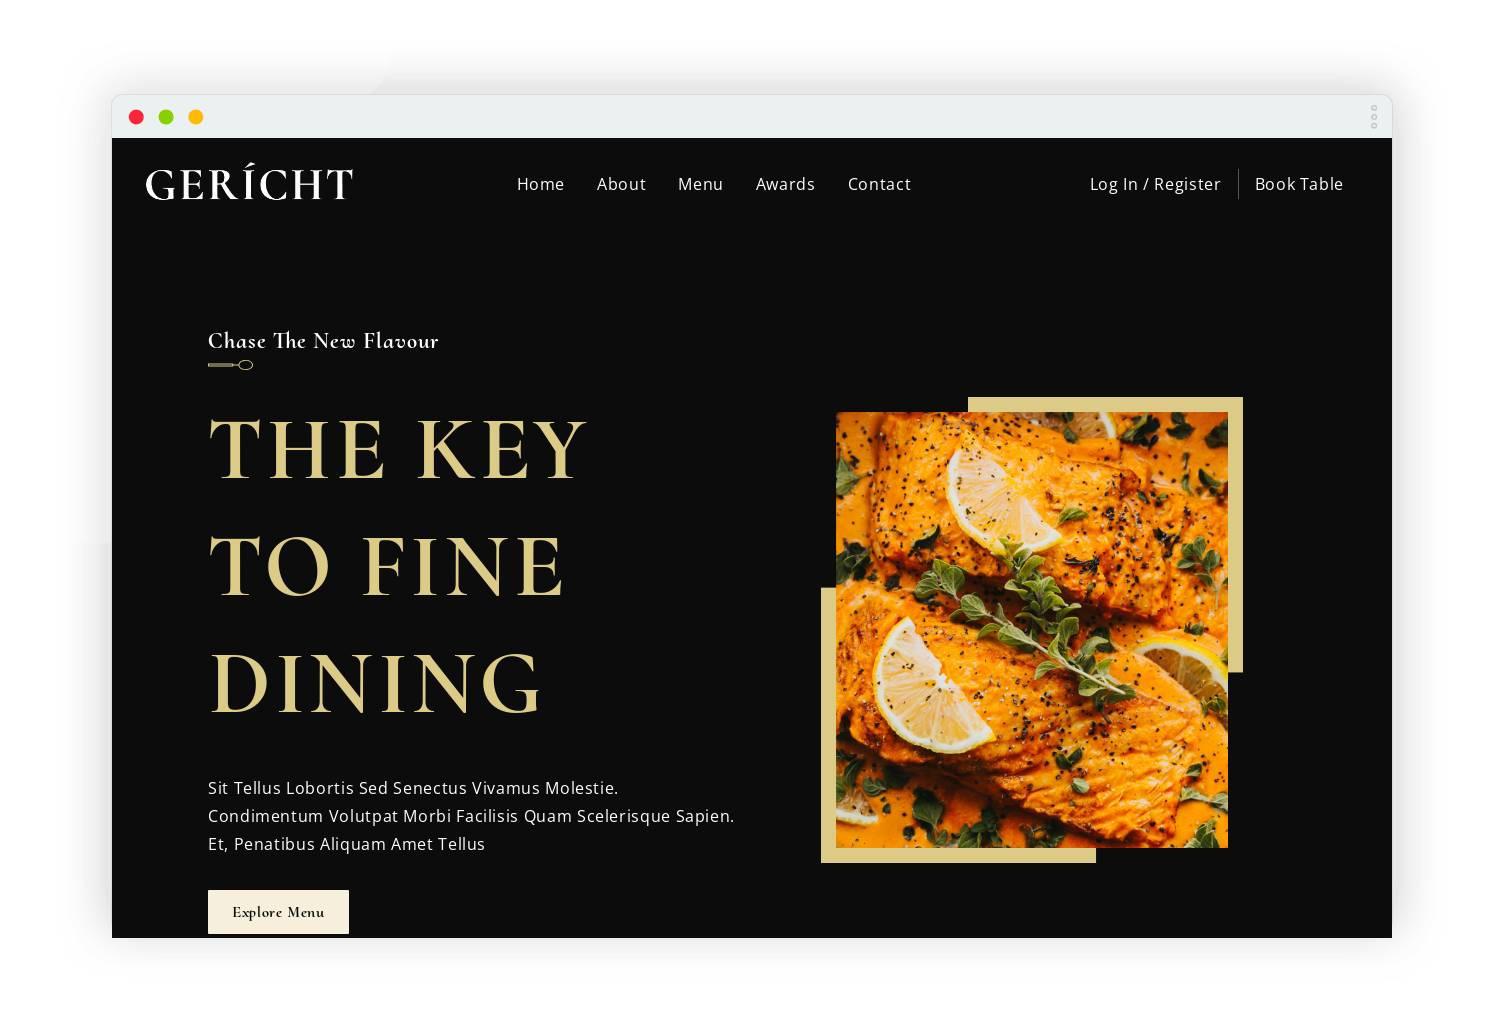 GERÍCHT
Home About Menu Awards Contact
Log In / Register Book Table
Chase The New Flavour
THE KEY
TO FINE
DINING
Sit Tellus Lobortis Sed Senectus Vivamus Molestie.
Condimentum Volutpat Morbi Facilisis Quam Scelerisque Sapien.
Et, Penatibus Aliquam Amet Tellus
Explore Menu